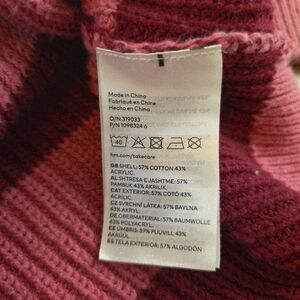 Made in China
Fabriqué en Chine
Hecho en China
O/N 319033
P/N 1098324 6
40
hm.com/takecare
GB SHELL: 57% COTTON 43%
ACRYLIC.
AL SHTRESA E JASHTME: 57%
PAMBUK 43% AKRILIK.
CAT EXTERIOR: 57% COTÓ 43%
ACRÍLIC.
CZ SVRCHNÍ LÁTKA: 57% BAVLNA
43% AKRYL.
DE OBERMATERIAL: 57% BAUMWOLLE
43% POLYACRYL.
EE ÜMBRIS: 57% PUUVILL 43%
AKRÜÜL.
ES TELA EXTERIOR: 57% ALGODÓN